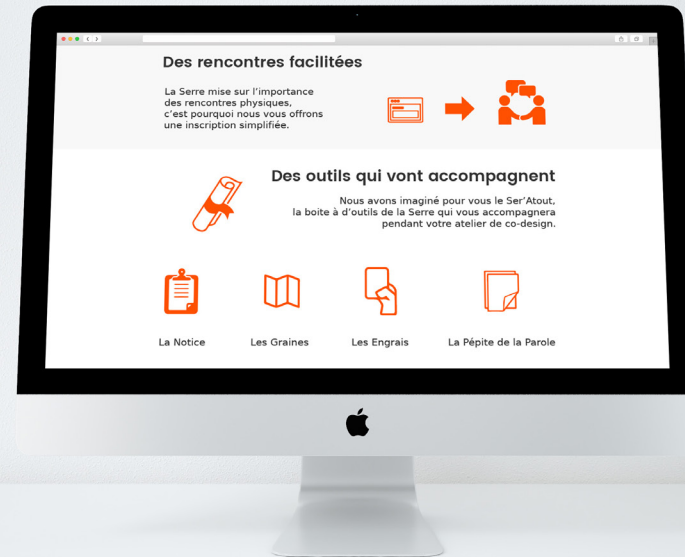 Des rencontres facilitées
La Serre mise sur l'importance
des rencontres physiques,
c'est pourquoi nous vous offrons
une inscription simplifiée.
Des outils qui vont accompagnent
Nous avons imaginé pour vous le Ser'Atout,
la boite à d'outils de la Serre qui vous accompagnera
pendant votre atelier de co-design.
La Notice
Les Graines
Les Engrais
La Pépite de la Parole